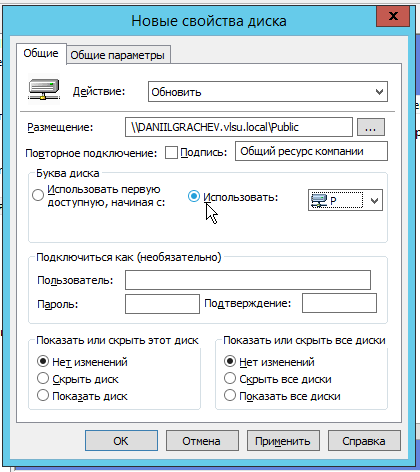 Новые свойства диска
x
Общие
Общие параметры
Действие:
Обновить
Размещение:
\\DANIILGRACHEV.vlsu.local\Public
...
Повторное подключение:
Подпись:
Общий ресурс компании
Буква диска
Использовать первую
доступную, начиная с:
Использовать:
P
Подключиться как (необязательно)
Пользователь:
Пароль:
Подтверждение:
Показать или скрыть этот диск
Нет изменений
Скрыть диск
Показать диск
Показать или скрыть все диски
Нет изменений
Скрыть все диски
Показать все диски
ОК
Отмена
Применить
Справка